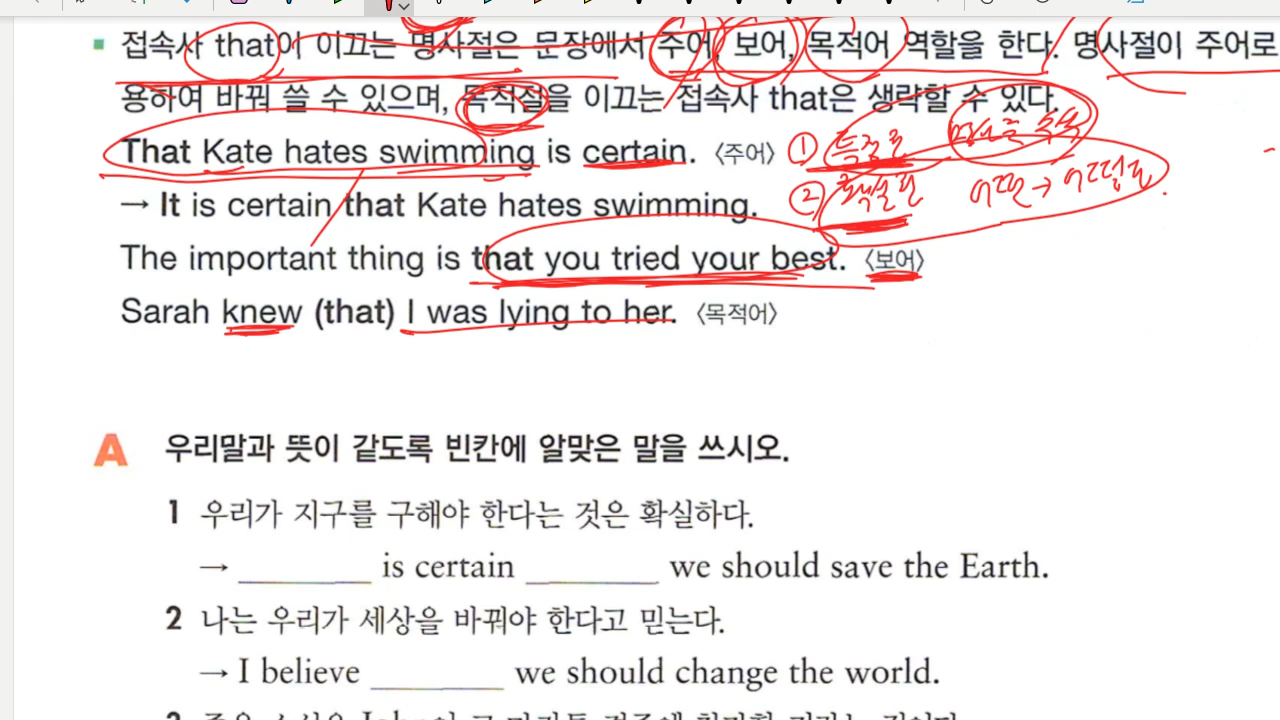 접속사 that이 이끄는 명사절은 문장에서 주어, 보어, 목적어 역할을 한다. 명사절이 주어로
용하여 바꿔 쓸 수 있으며, 목적절을 이끄는 접속사 that은 생략할 수 있다.
That Kate hates swimming is certain. 〈주어〉 ①
→ It is certain that Kate hates swimming. ②
The important thing is that you tried your best. 〈보어〉
Sarah knew (that) I was lying to her. 〈목적어〉
A 우리말과 뜻이 같도록 빈칸에 알맞은 말을 쓰시오.
1 우리가 지구를 구해야 한다는 것은 확실하다.
→ ________ is certain ________ we should save the Earth.
2 나는 우리가 세상을 바꿔야 한다고 믿는다.
→ I believe ________ we should change the world.